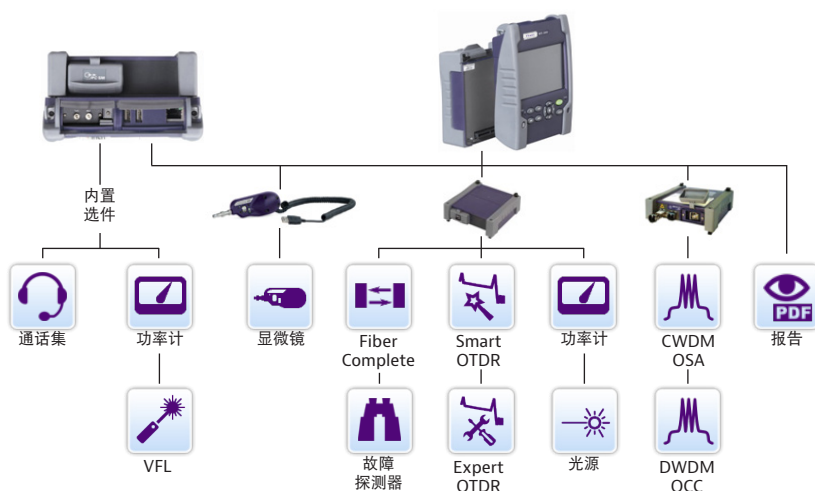 内置
选件
通话集
功率计
显微镜
Fiber
Complete
Smart
OTDR
功率计
CWDM
OSA
PDF
报告
VFL
故障
探测器
Expert
OTDR
光源
DWDM
OCC